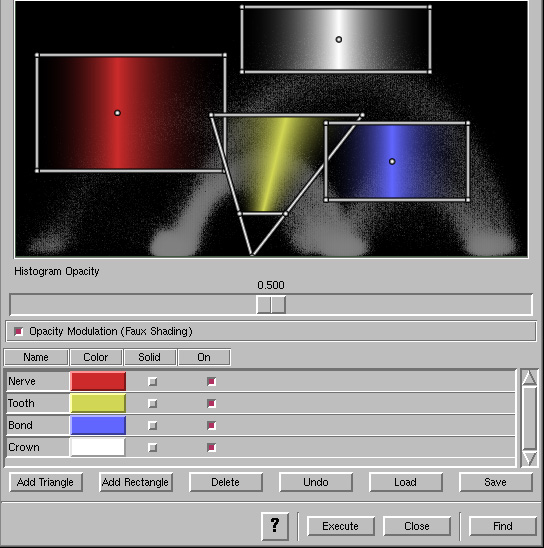 Histogram Opacity
0.500
Opacity Modulation (Faux Shading)
Name Color Solid On
Nerve
Tooth
Bond
Crown
Add Triangle Add Rectangle Delete Undo Load Save
? Execute Close Find